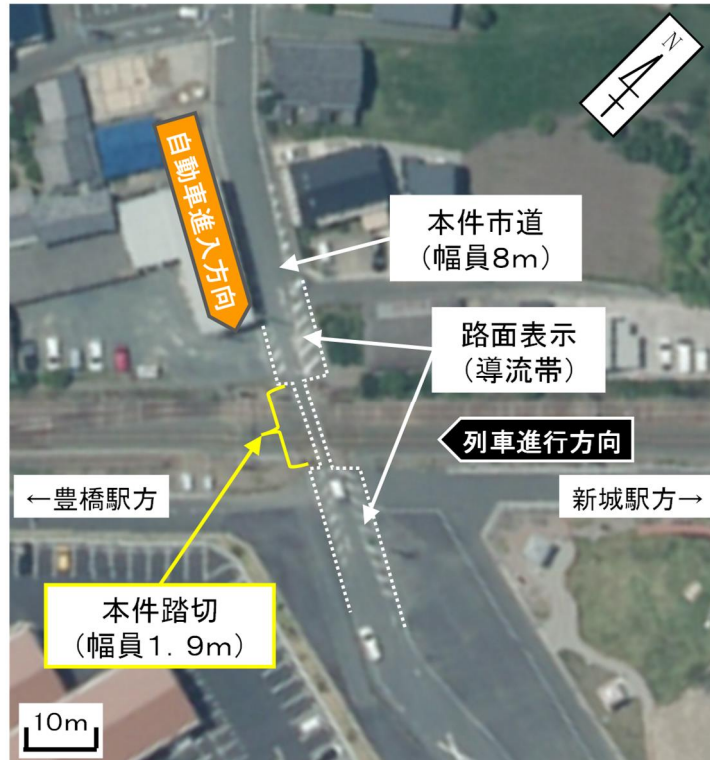 N
自動車進入方向
本件市道
(幅員8m)
路面表示
(導流帯)
列車進行方向
←豊橋駅方
新城駅方→
本件踏切
(幅員1.9m)
10m